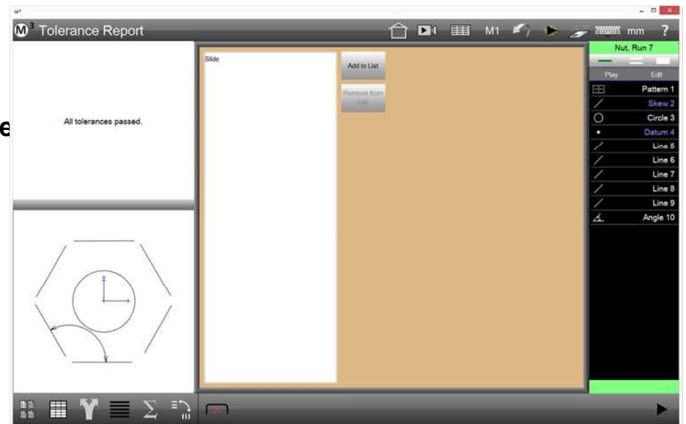 M3 Tolerance Report
M1
mm
?
Nut, Run 7
Play
Edit
All tolerances passed.
Slide
Add to List
Remove from
List
Pattern 1
Skew 2
Circle 3
Datum 4
Line 5
Line 6
Line 7
Line 8
Line 9
Angle 10
e